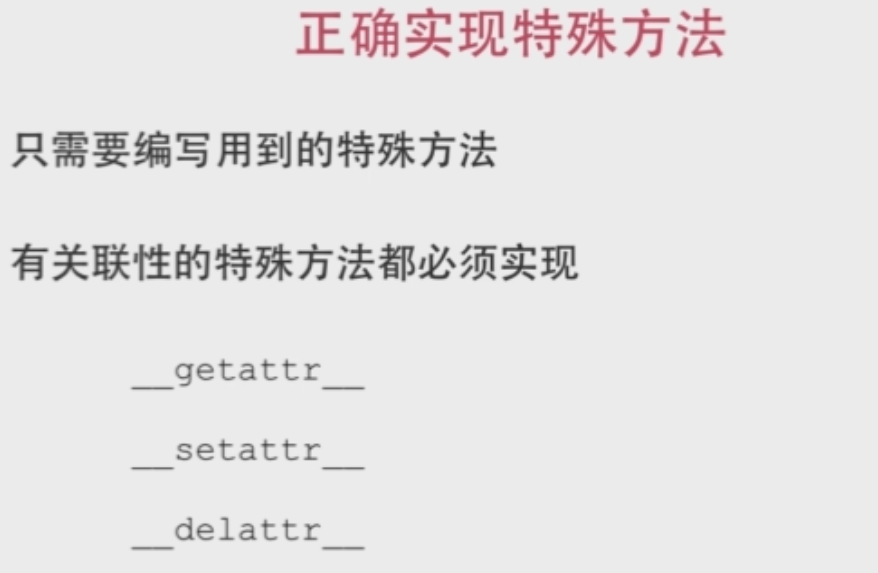 正确实现特殊方法
只需要编写用到的特殊方法
有关联性的特殊方法都必须实现
__getattr__
__setattr__
__delattr__